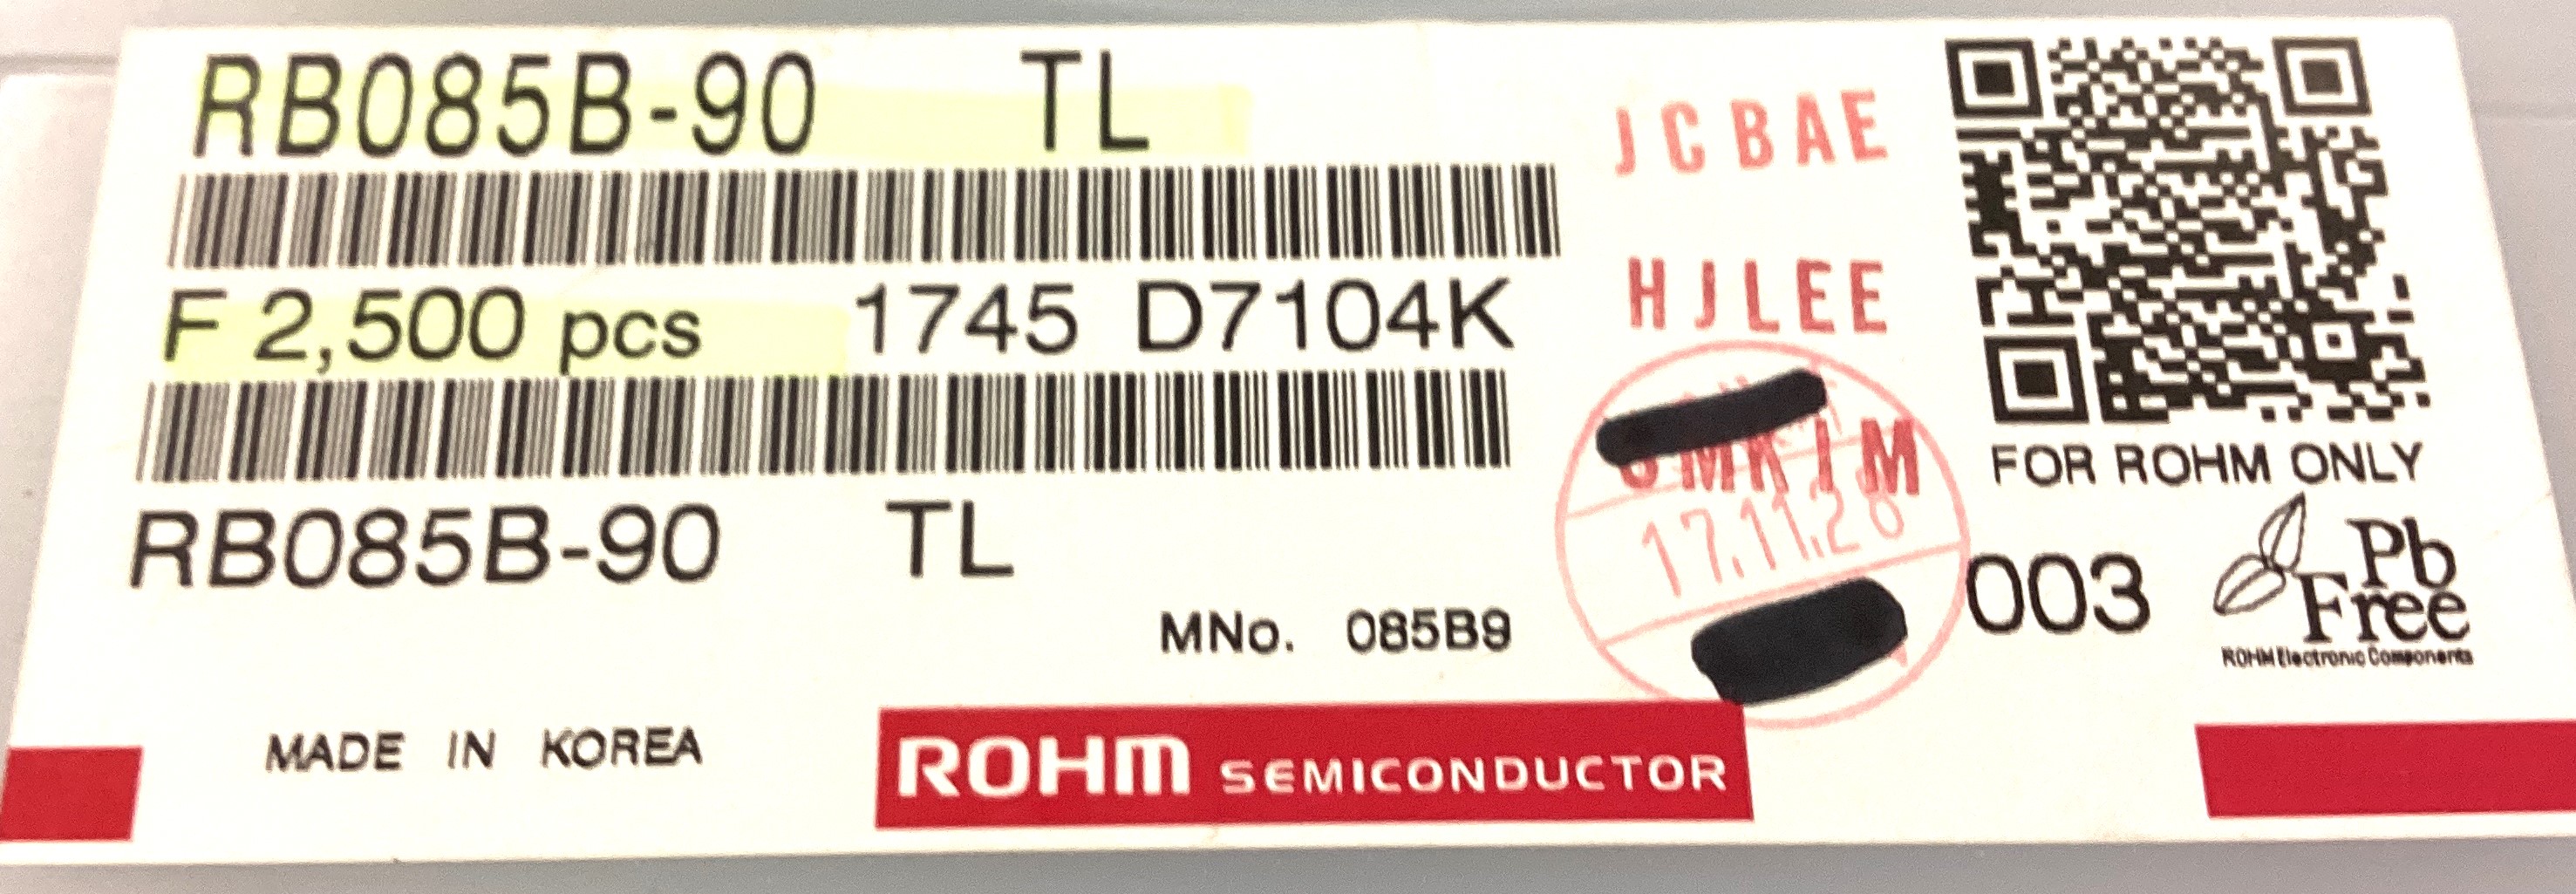 RB085B-90 TL
JCBAE
F 2,500 pcs 1745 D7104K
HJLEE
MKIM
17.11.28
FOR ROHM ONLY
RB085B-90 TL
003
Pb
Free
ROHM Electronic Components
MNo. 085B9
MADE IN KOREA
ROHM SEMICONDUCTOR